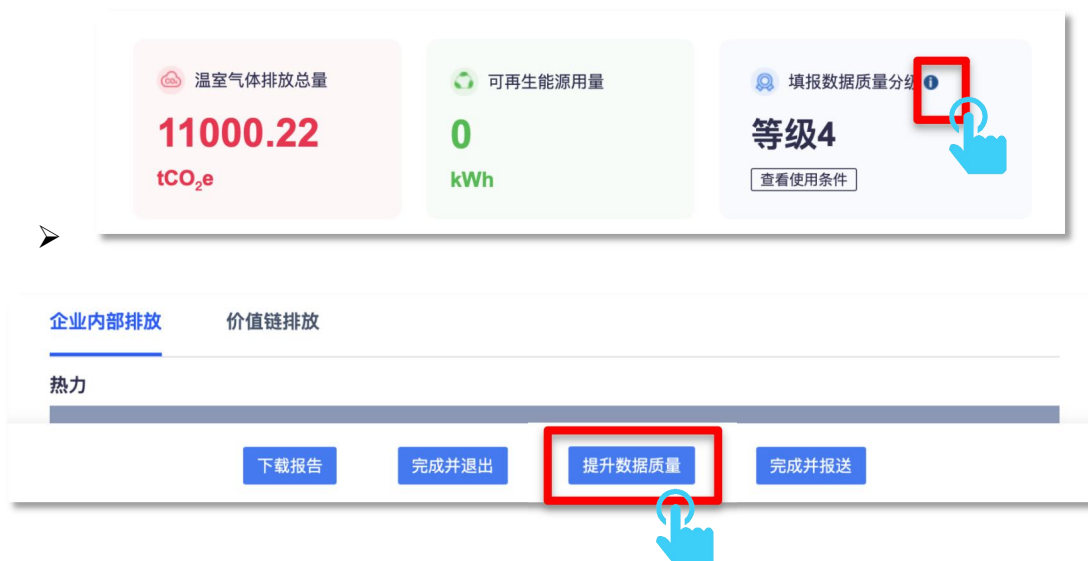 温室气体排放总量
11000.22
tCO₂e
可再生能源用量
0
kWh
填报数据质量分级
等级4
查看使用条件
企业内部排放
价值链排放
热力
下载报告
完成并退出
提升数据质量
完成并报送